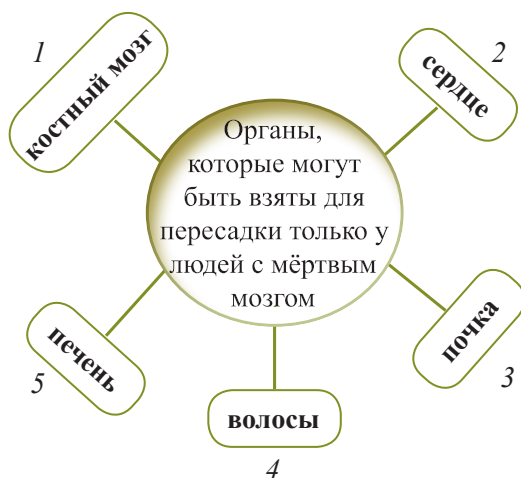 1
костный мозг
2
сердце
Органы,
которые могут
быть взяты для
пересадки только у
людей с мёртвым
мозгом
почка
3
печень
5
волосы
4